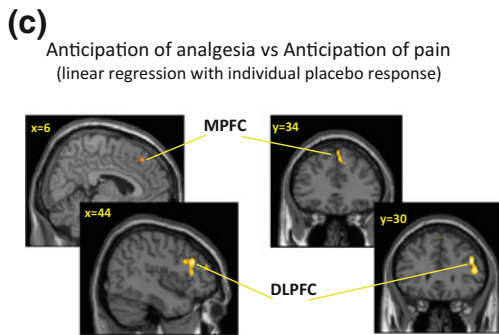 (c)
Anticipation of analgesia vs Anticipation of pain
(linear regression with individual placebo response)
x=6
MPFC
y=34
x=44
y=30
DLPFC